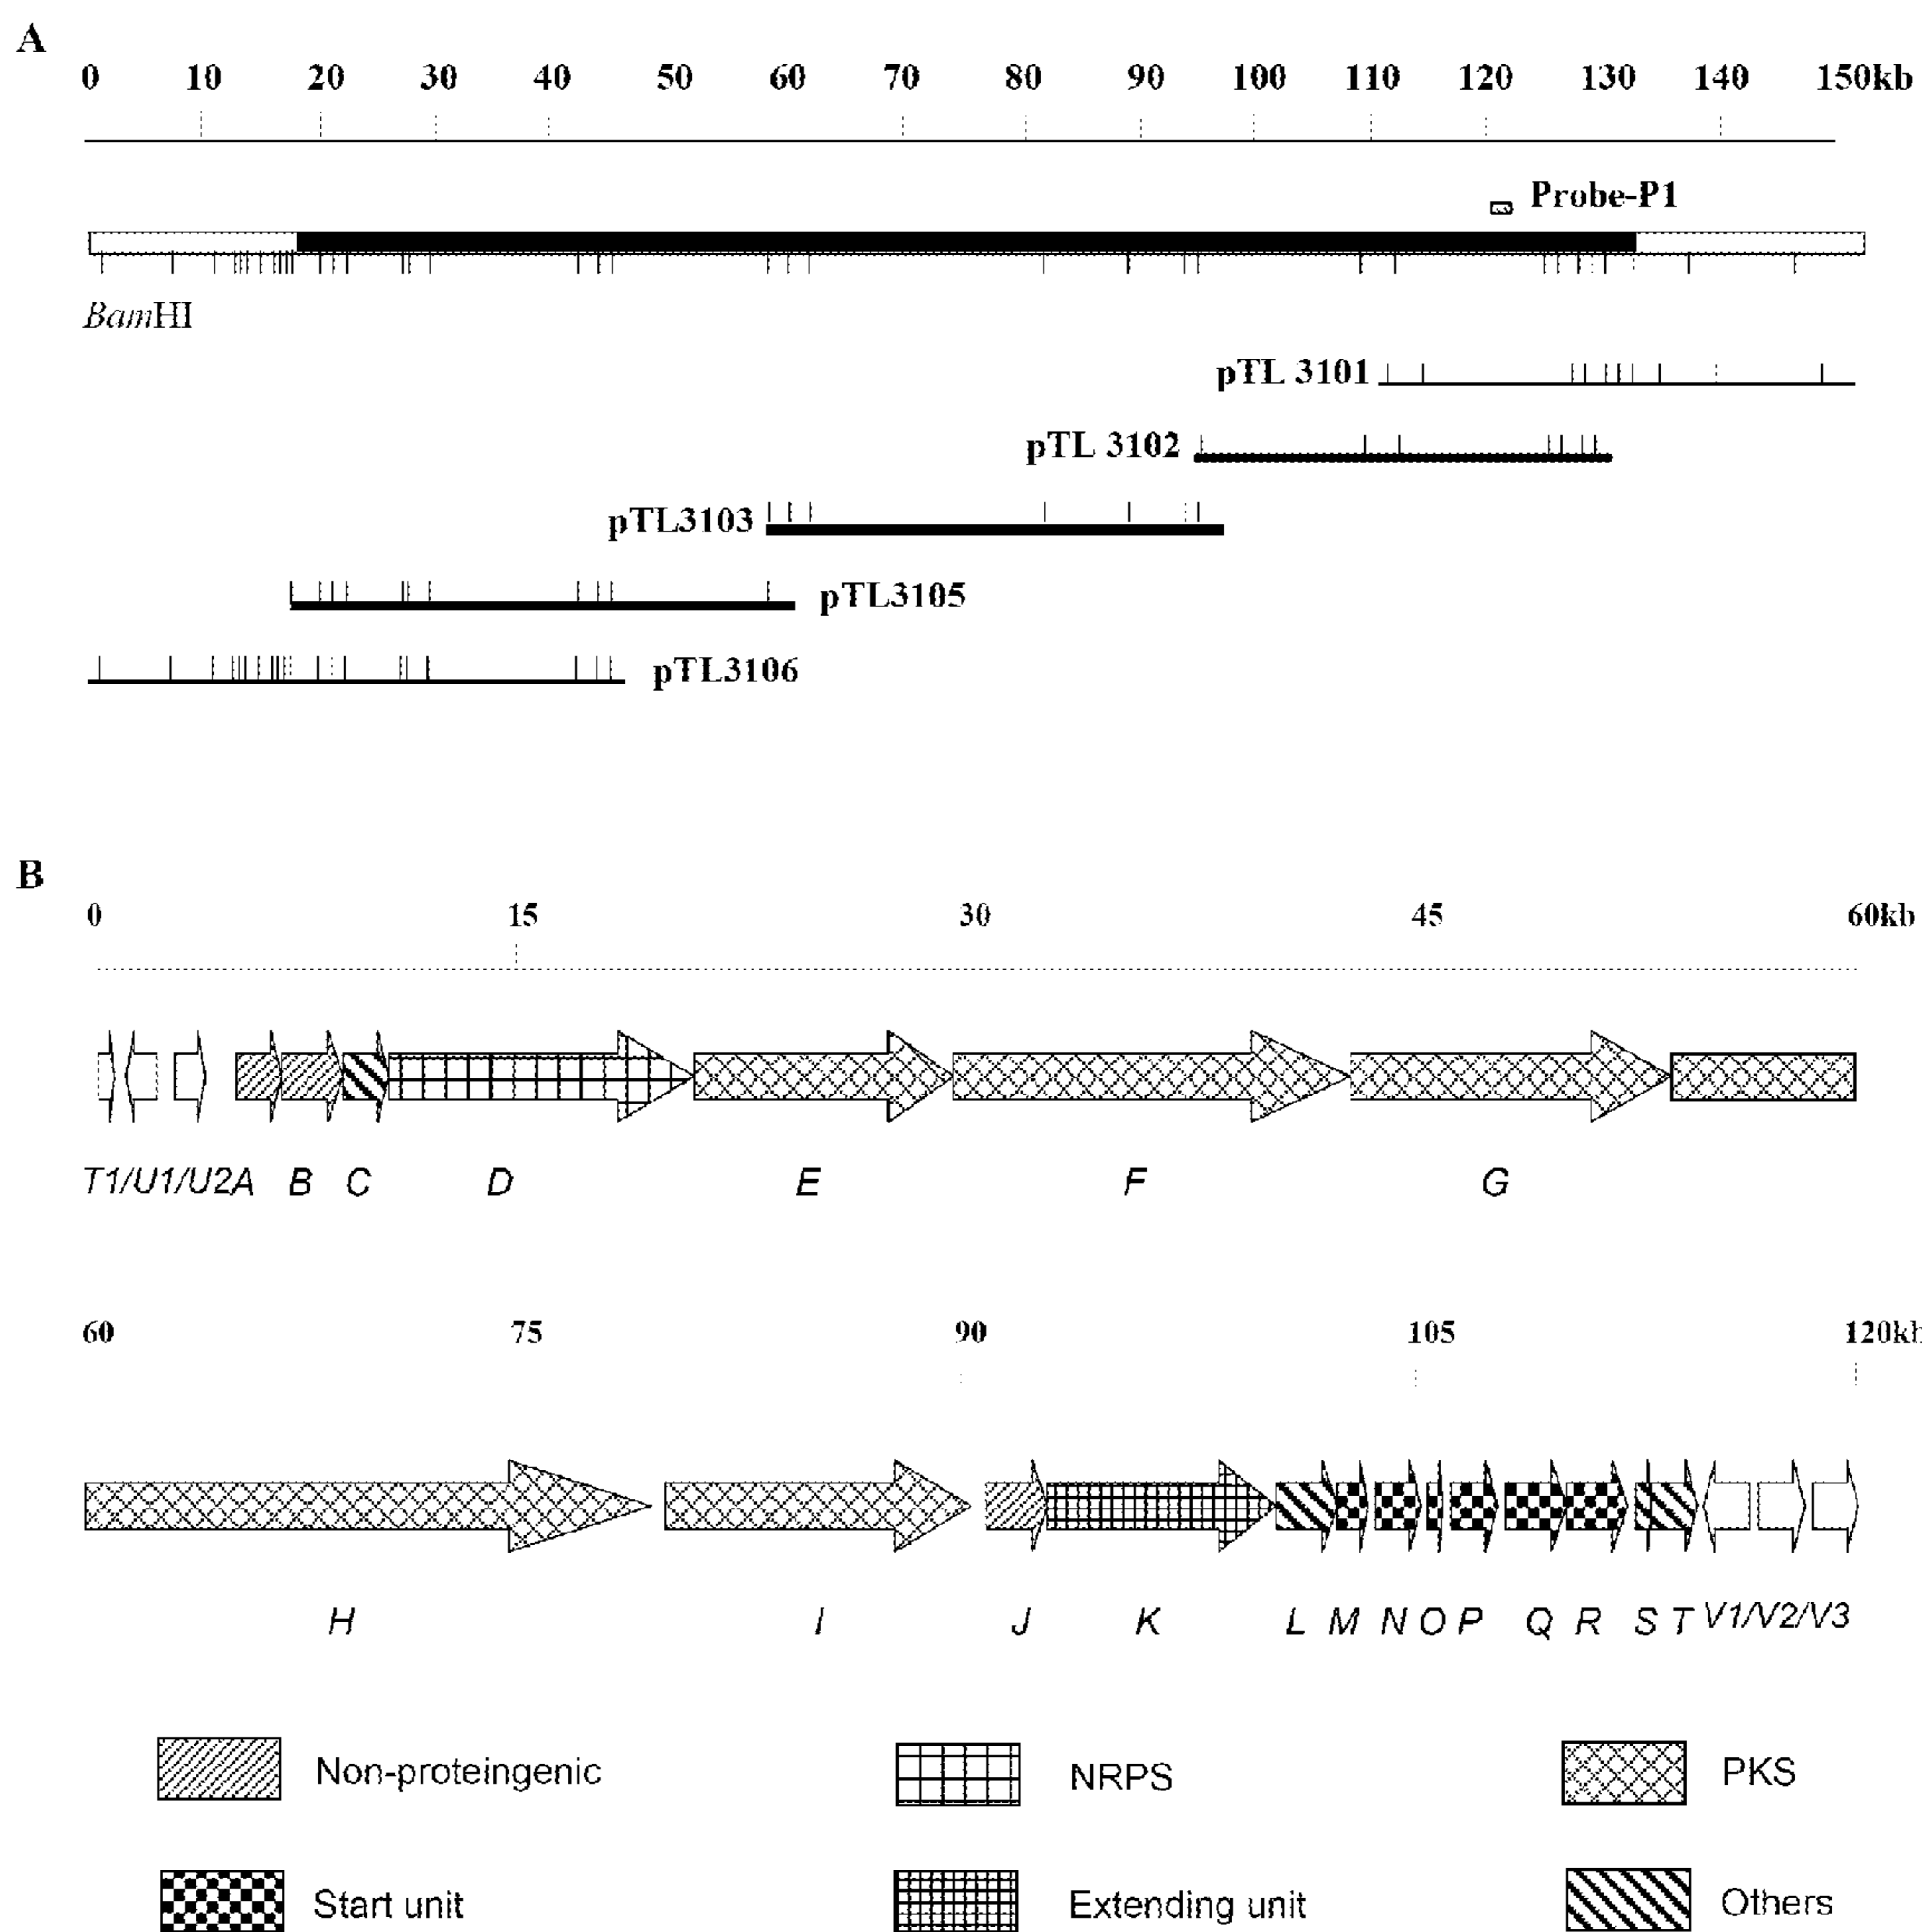 A
0 10 20 30 40 50 60 70 80 90 100 110 120 130 140 150kb
Probe-P1
BamHI
pTL 3101
pTL 3102
pTL3103
pTL3105
pTL3106
B
0 15 30 45 60kb
T1/U1/U2A B C D E F G
60 75 90 105 120kb
H I J K L M N O P Q R S T V1/V2/V3
Non-proteingenic NRPS PKS
Start unit Extending unit Others